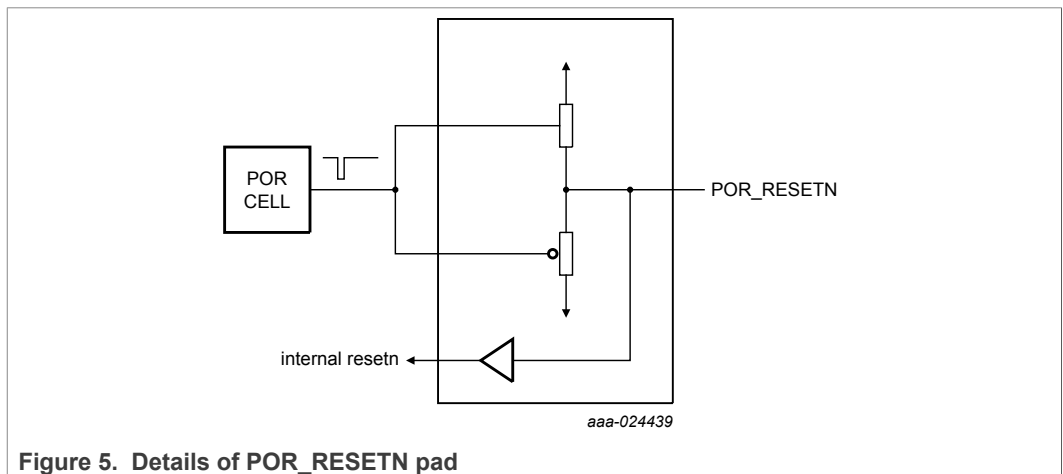 POR
CELL
POR_RESETN
internal resetn
aaa-024439
Figure 5. Details of POR_RESETN pad